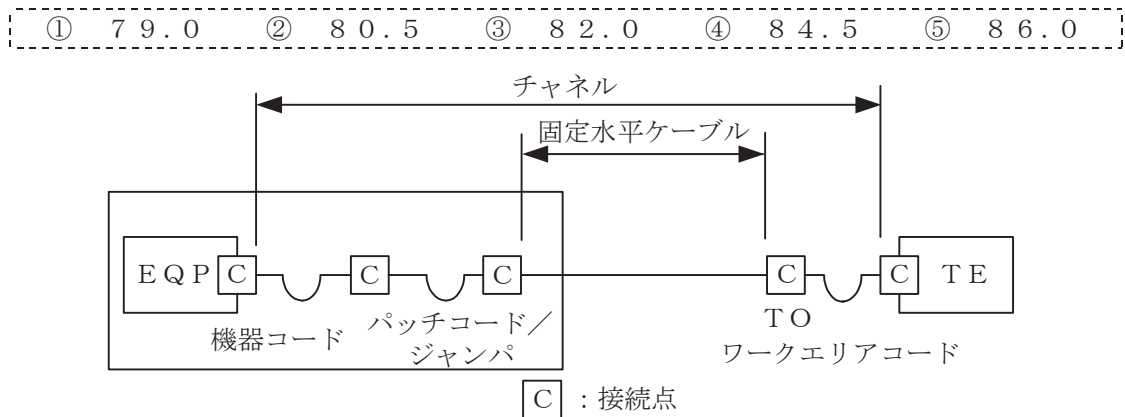 ① 79.0 ② 80.5 ③ 82.0 ④ 84.5 ⑤ 86.0
チャネル
固定水平ケーブル
EQP C C C C C TE
機器コード
パッチコード/
ジャンパ
TO
ワークエリアコード
C :接続点